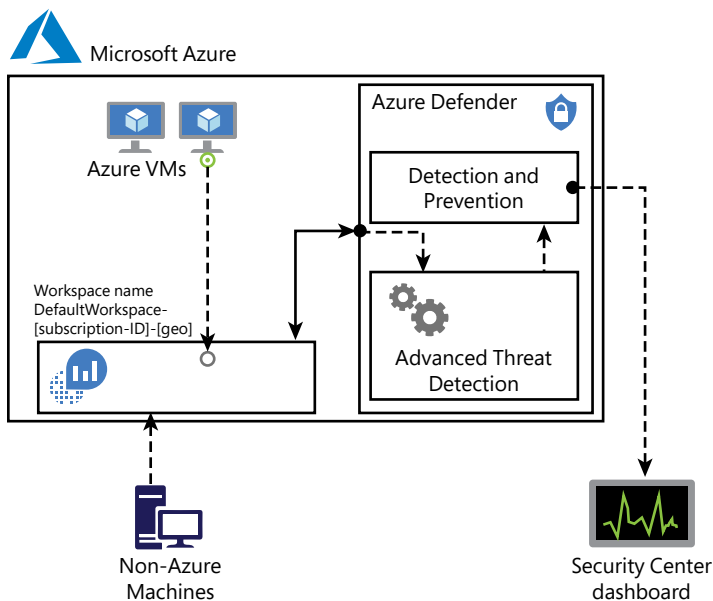 Microsoft Azure
Azure Defender
Azure VMs
Detection and
Prevention
Workspace name
DefaultWorkspace-
[subscription-ID]-[geo]
Advanced Threat
Detection
Non-Azure
Machines
Security Center
dashboard